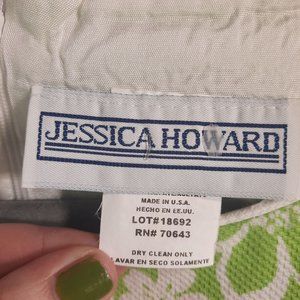 JESSICA HOWARD
MADE IN U.S.A.
HECHO EN EE.UU.
LOT#18692
RN# 70643
DRY CLEAN ONLY
LAVAR EN SECO SOLAMENTE